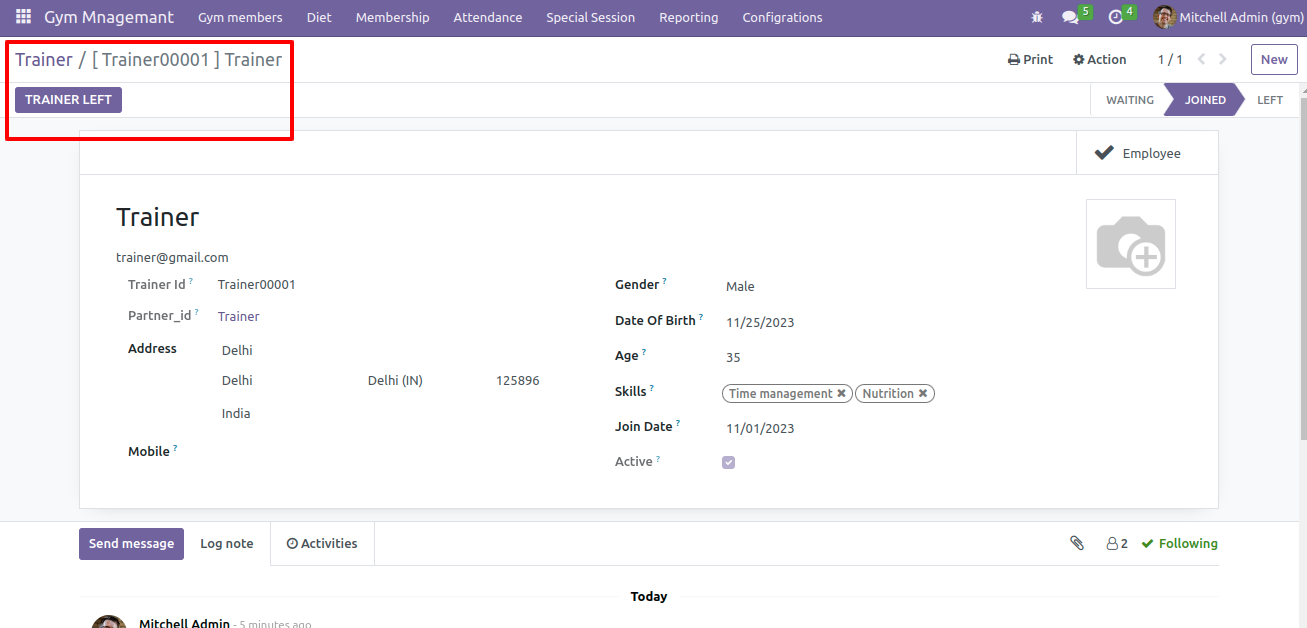 Gym Mnagemant Gym members Diet Membership Attendance Special Session Reporting Configrations 5 4 Mitchell Admin (gym)
Trainer / [ Trainer00001 ] Trainer Print Action 1 / 1 New
TRAINER LEFT WAITING JOINED LEFT
Employee
Trainer
trainer@gmail.com
Trainer Id ? Trainer00001
Partner_id ? Trainer
Address Delhi
Delhi Delhi (IN) 125896
India
Mobile ?
Gender ? Male
Date Of Birth ? 11/25/2023
Age ? 35
Skills ? Time management ✖ Nutrition ✖
Join Date ? 11/01/2023
Active ?
Send message Log note Activities 2 Following
Today
Mitchell Admin - 5 minutes ago